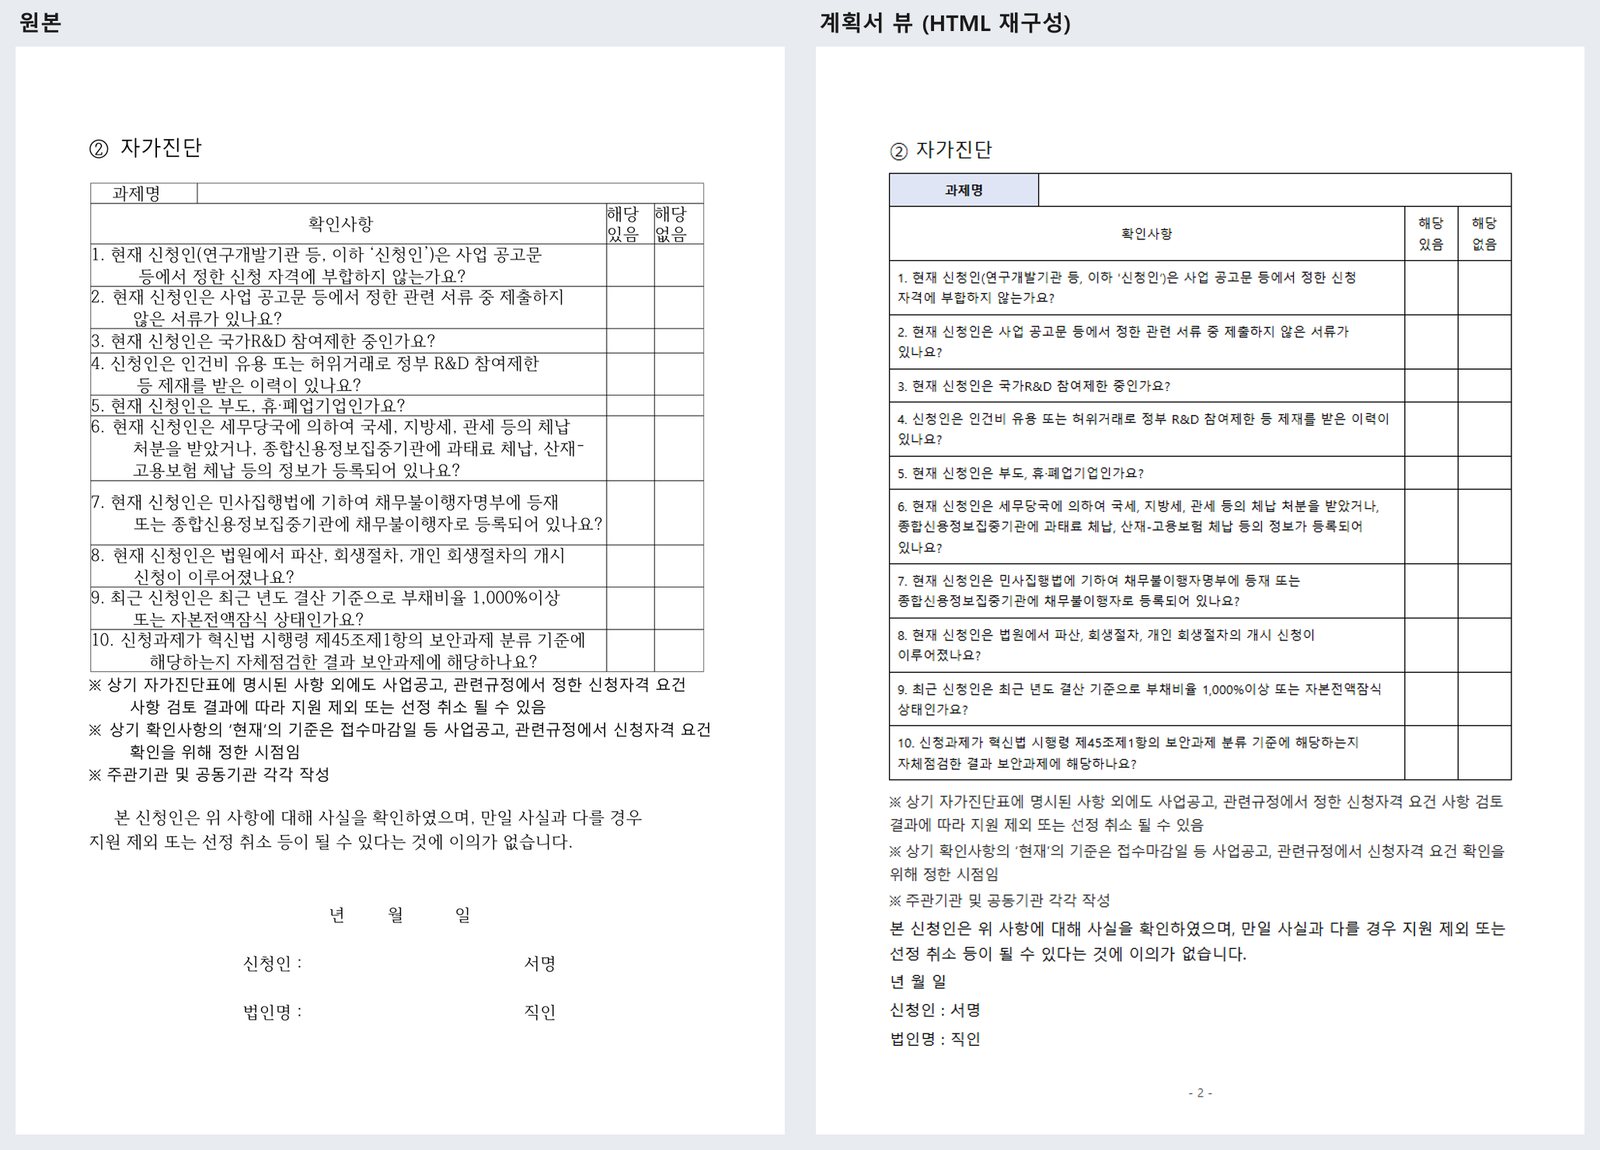 원본
② 자가진단
과제명
확인사항
해당
있음
해당
없음
1. 현재 신청인(연구개발기관 등, 이하 ‘신청인’)은 사업 공고문
등에서 정한 신청 자격에 부합하지 않는가요?
2. 현재 신청인은 사업 공고문 등에서 정한 관련 서류 중 제출하지
않은 서류가 있나요?
3. 현재 신청인은 국가R&D 참여제한 중인가요?
4. 신청인은 인건비 유용 또는 허위거래로 정부 R&D 참여제한
등 제재를 받은 이력이 있나요?
5. 현재 신청인은 부도, 휴·폐업기업인가요?
6. 현재 신청인은 세무당국에 의하여 국세, 지방세, 관세 등의 체납
처분을 받았거나, 종합신용정보집중기관에 과태료 체납, 산재-
고용보험 체납 등의 정보가 등록되어 있나요?
7. 현재 신청인은 민사집행법에 기하여 채무불이행자명부에 등재
또는 종합신용정보집중기관에 채무불이행자로 등록되어 있나요?
8. 현재 신청인은 법원에서 파산, 회생절차, 개인 회생절차의 개시
신청이 이루어졌나요?
9. 최근 신청인은 최근 년도 결산 기준으로 부채비율 1,000%이상
또는 자본전액잠식 상태인가요?
10. 신청과제가 혁신법 시행령 제45조제1항의 보안과제 분류 기준에
해당하는지 자체점검한 결과 보안과제에 해당하나요?
※ 상기 자가진단표에 명시된 사항 외에도 사업공고, 관련규정에서 정한 신청자격 요건
사항 검토 결과에 따라 지원 제외 또는 선정 취소 될 수 있음
※ 상기 확인사항의 ‘현재’의 기준은 접수마감일 등 사업공고, 관련규정에서 신청자격 요건
확인을 위해 정한 시점임
※ 주관기관 및 공동기관 각각 작성
본 신청인은 위 사항에 대해 사실을 확인하였으며, 만일 사실과 다를 경우
지원 제외 또는 선정 취소 등이 될 수 있다는 것에 이의가 없습니다.
년 월 일
신청인 : 서명
법인명 : 직인
계획서 뷰 (HTML 재구성)
② 자가진단
과제명
확인사항
해당
있음
해당
없음
1. 현재 신청인(연구개발기관 등, 이하 ‘신청인’)은 사업 공고문 등에서 정한 신청
자격에 부합하지 않는가요?
2. 현재 신청인은 사업 공고문 등에서 정한 관련 서류 중 제출하지 않은 서류가
있나요?
3. 현재 신청인은 국가R&D 참여제한 중인가요?
4. 신청인은 인건비 유용 또는 허위거래로 정부 R&D 참여제한 등 제재를 받은 이력이
있나요?
5. 현재 신청인은 부도, 휴·폐업기업인가요?
6. 현재 신청인은 세무당국에 의하여 국세, 지방세, 관세 등의 체납 처분을 받았거나,
종합신용정보집중기관에 과태료 체납, 산재-고용보험 체납 등의 정보가 등록되어
있나요?
7. 현재 신청인은 민사집행법에 기하여 채무불이행자명부에 등재 또는
종합신용정보집중기관에 채무불이행자로 등록되어 있나요?
8. 현재 신청인은 법원에서 파산, 회생절차, 개인 회생절차의 개시 신청이
이루어졌나요?
9. 최근 신청인은 최근 년도 결산 기준으로 부채비율 1,000%이상 또는 자본전액잠식
상태인가요?
10. 신청과제가 혁신법 시행령 제45조제1항의 보안과제 분류 기준에 해당하는지
자체점검한 결과 보안과제에 해당하나요?
※ 상기 자가진단표에 명시된 사항 외에도 사업공고, 관련규정에서 정한 신청자격 요건 사항 검토
결과에 따라 지원 제외 또는 선정 취소 될 수 있음
※ 상기 확인사항의 ‘현재’의 기준은 접수마감일 등 사업공고, 관련규정에서 신청자격 요건 확인을
위해 정한 시점임
※ 주관기관 및 공동기관 각각 작성
본 신청인은 위 사항에 대해 사실을 확인하였으며, 만일 사실과 다를 경우 지원 제외 또는
선정 취소 등이 될 수 있다는 것에 이의가 없습니다.
년 월 일
신청인 : 서명
법인명 : 직인
- 2 -